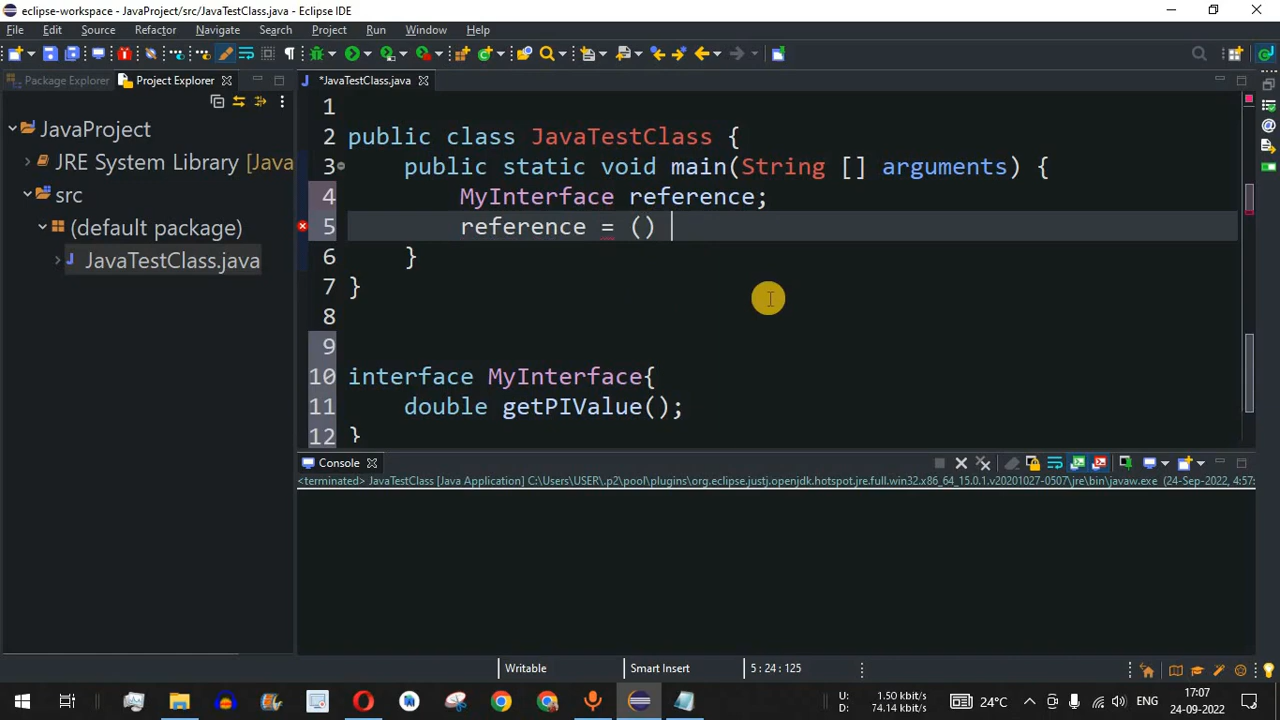 eclipse-workspace - JavaProject/src/JavaTestClass.java - Eclipse IDE
File Edit Source Refactor Navigate Search Project Run Window Help
Package Explorer Project Explorer *JavaTestClass.java
JavaProject
JRE System Library [Java
src
(default package)
JavaTestClass.java
1
2 public class JavaTestClass {
3 public static void main(String [] arguments) {
4 MyInterface reference;
5 reference = ()
6 }
7 }
8
9
10 interface MyInterface{
11 double getPIValue();
12 }
Console
<terminated> JavaTestClass [Java Application] C:\Users\USER\.p2\pool\plugins\org.eclipse.justj.openjdk.hotspot.jre.full.win32.x86_64_15.0.1.v20201027-0507\jre\bin\javaw.exe (24-Sep-2022, 4:57:
Writable Smart Insert 5 : 24 : 125
U: 1.50 kbit/s
D: 74.14 kbit/s
24°C
ENG
17:07
24-09-2022